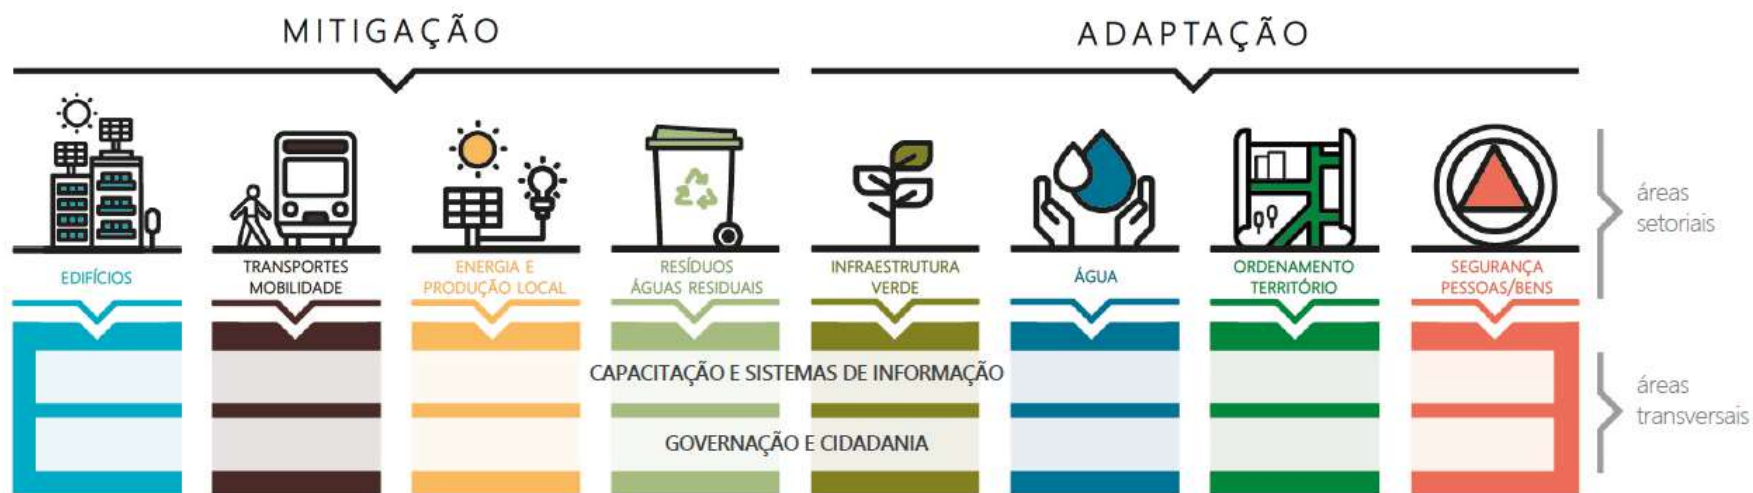 MITIGAÇÃO
ADAPTAÇÃO
EDIFÍCIOS
TRANSPORTES
MOBILIDADE
ENERGIA E
PRODUÇÃO LOCAL
RESÍDUOS
ÁGUAS RESIDUAIS
INFRAESTRUTURA
VERDE
ÁGUA
ORDENAMENTO
TERRITÓRIO
SEGURANÇA
PESSOAS/BENS
áreas
setoriais
CAPACITAÇÃO E SISTEMAS DE INFORMAÇÃO
GOVERNAÇÃO E CIDADANIA
áreas
transversais